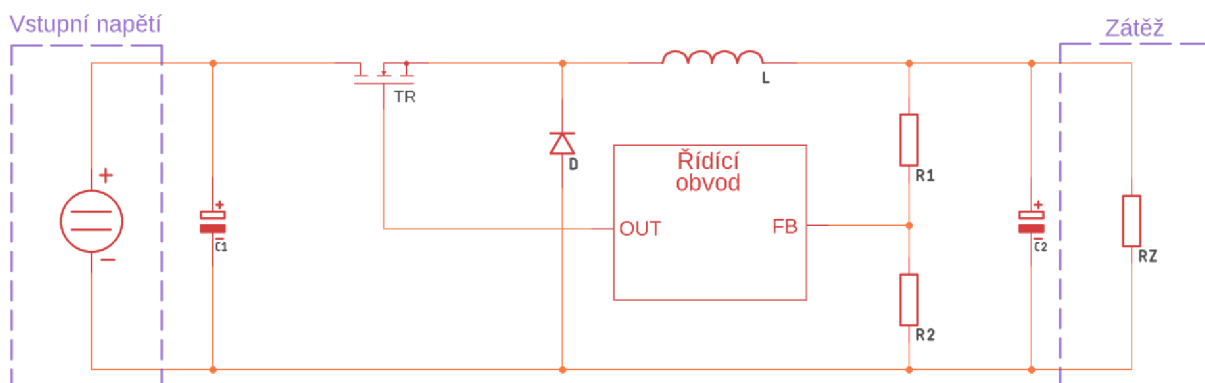 Vstupní napětí
Zátěž
TR
L
D
Řídící
obvod
R1
+
+
+
C1
OUT
FB
C2
RZ
−
R2